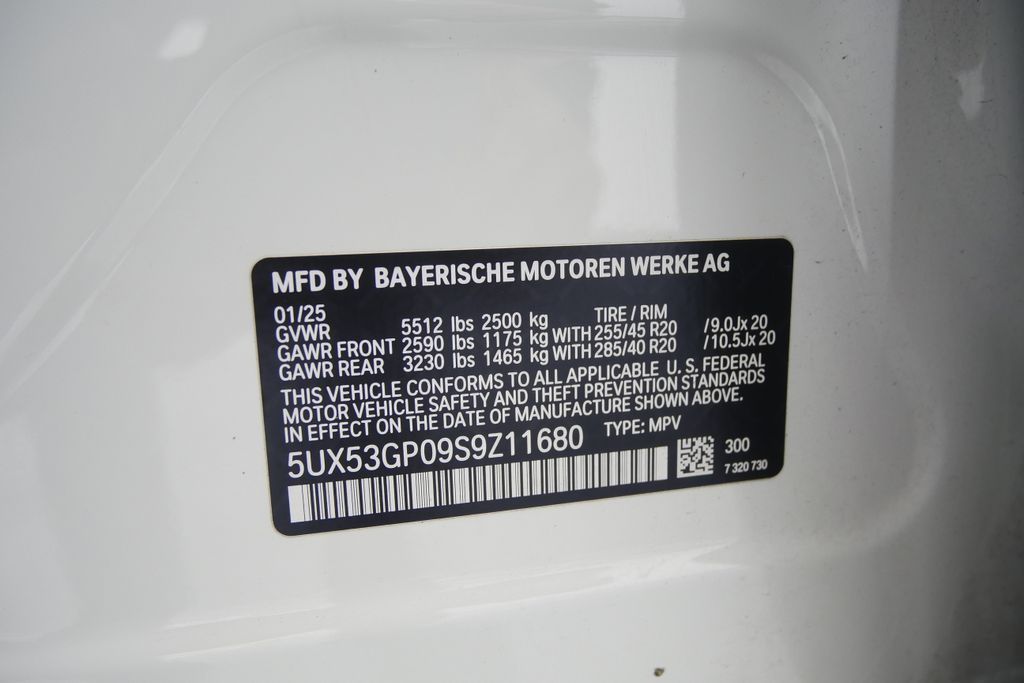 MFD BY BAYERISCHE MOTOREN WERKE AG
01/25 TIRE / RIM
GVWR 5512 lbs 2500 kg
GAWR FRONT 2590 lbs 1175 kg WITH 255/45 R20 /9.0Jx 20
GAWR REAR 3230 lbs 1465 kg WITH 285/40 R20 /10.5Jx 20
THIS VEHICLE CONFORMS TO ALL APPLICABLE U. S. FEDERAL
MOTOR VEHICLE SAFETY AND THEFT PREVENTION STANDARDS
IN EFFECT ON THE DATE OF MANUFACTURE SHOWN ABOVE.
5UX53GP09S9Z11680 TYPE: MPV
300
7 320 730